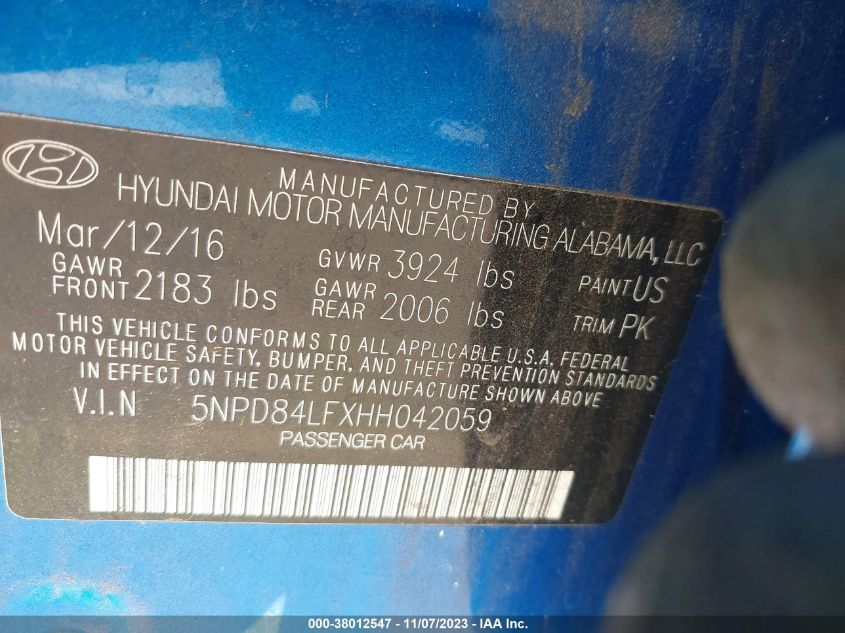 MANUFACTURED BY
HYUNDAI MOTOR MANUFACTURING ALABAMA, LLC
Mar/12/16 GVWR 3924 lbs PAINT US
GAWR FRONT 2183 lbs GAWR REAR 2006 lbs TRIM PK
THIS VEHICLE CONFORMS TO ALL APPLICABLE U.S.A. FEDERAL
MOTOR VEHICLE SAFETY, BUMPER, AND THEFT PREVENTION STANDARDS
IN EFFECT ON THE DATE OF MANUFACTURE SHOWN ABOVE
V.I.N 5NPD84LFXHH042059
PASSENGER CAR
000-38012547 - 11/07/2023 - IAA Inc.